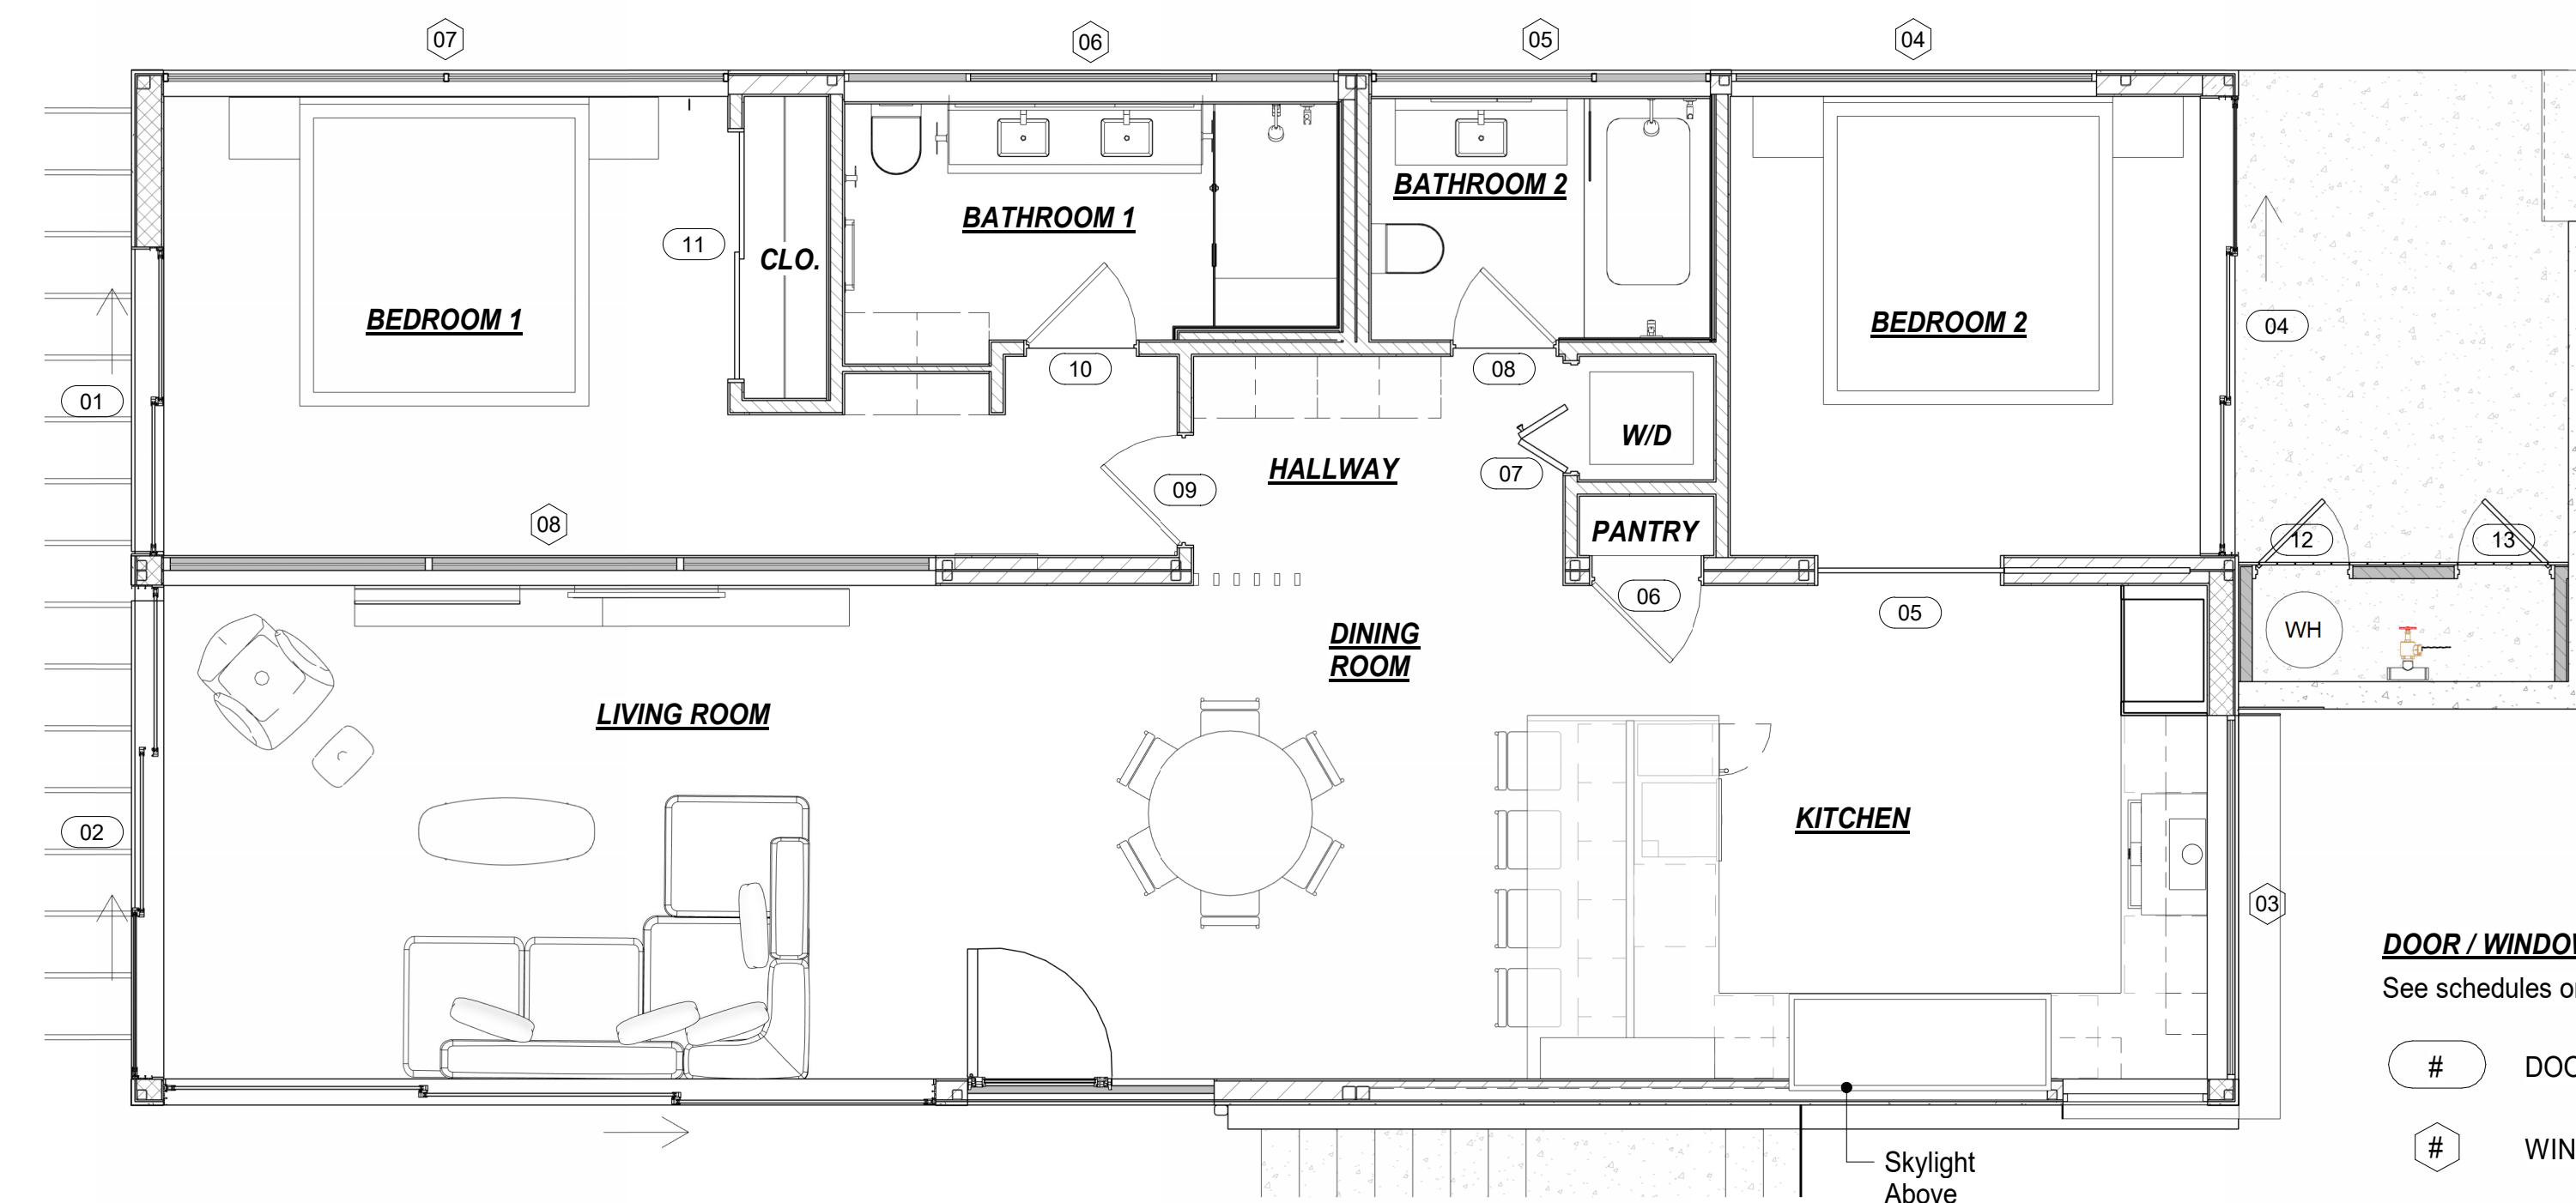 07
06
05
04
BATHROOM 2
BATHROOM 1
11
CLO.
BEDROOM 1
BEDROOM 2
04
10
08
01
W/D
HALLWAY
07
09
08
PANTRY
12
13
06
05
WH
DINING
ROOM
LIVING ROOM
KITCHEN
02
03
DOOR / WINDOW
See schedules o
#
DOO
#
WIN
Skylight
Above